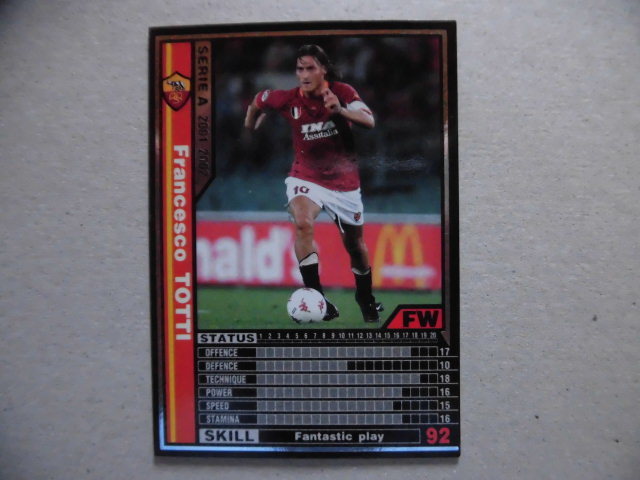 SERIE A 2001 2002
Francesco TOTTI
INA
Assitalia
10
nald's
FW
STATUS 1 2 3 4 5 6 7 8 9 10 11 12 13 14 15 16 17 18 19 20
OFFENCE 17
DEFENCE 10
TECHNIQUE 18
POWER 16
SPEED 15
STAMINA 16
SKILL Fantastic play 92